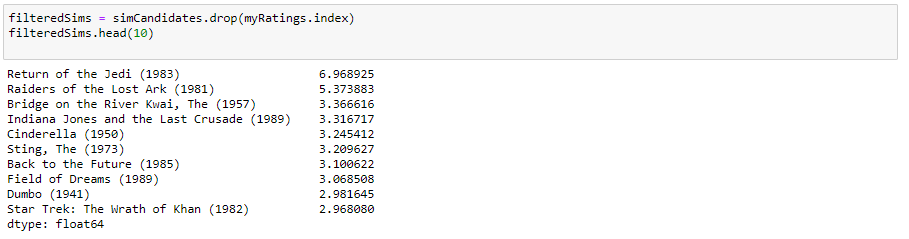 filteredSims = simCandidates.drop(myRatings.index)
filteredSims.head(10)
Return of the Jedi (1983) 6.968925
Raiders of the Lost Ark (1981) 5.373883
Bridge on the River Kwai, The (1957) 3.366616
Indiana Jones and the Last Crusade (1989) 3.316717
Cinderella (1950) 3.245412
Sting, The (1973) 3.209627
Back to the Future (1985) 3.100622
Field of Dreams (1989) 3.068508
Dumbo (1941) 2.981645
Star Trek: The Wrath of Khan (1982) 2.968080
dtype: float64